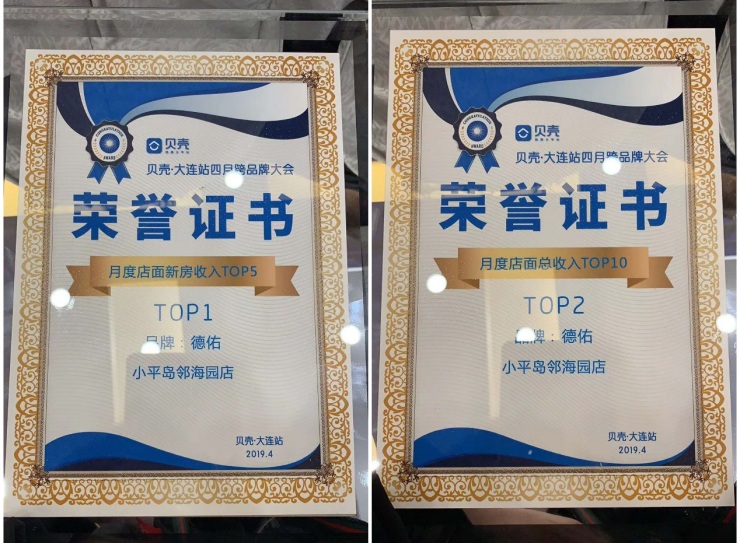 贝壳
贝壳·大连站四月跨品牌大会
荣誉证书
月度店面新房收入TOP5
TOP1
品牌：德佑
小平岛邻海园店
贝壳·大连站
2019.4
贝壳
贝壳·大连站四月跨品牌大会
荣誉证书
月度店面总收入TOP10
TOP2
品牌：德佑
小平岛邻海园店
贝壳·大连站
2019.4